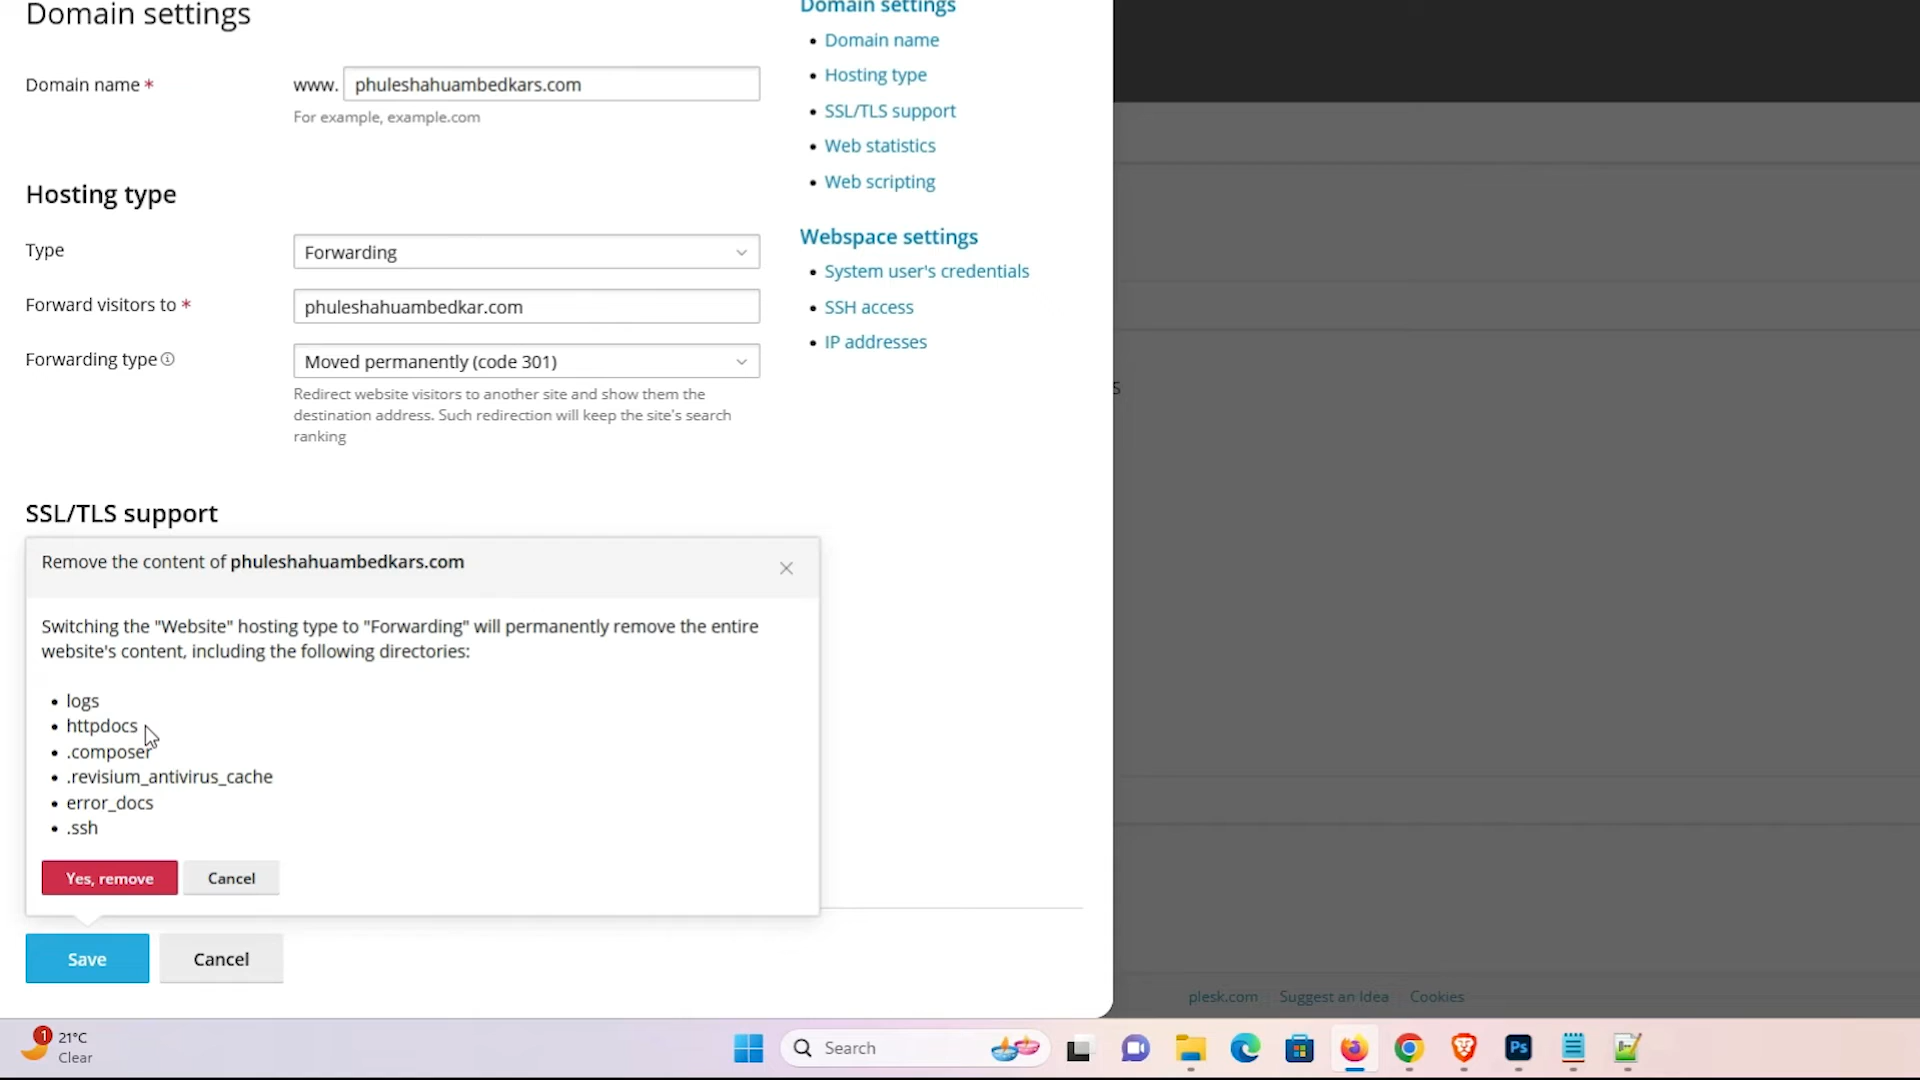 Domain settings
Domain name *
www.
phuleshahuambedkars.com
For example, example.com
Hosting type
Type
Forwarding
Forward visitors to *
phuleshahuambedkar.com
Forwarding type
Moved permanently (code 301)
Redirect website visitors to another site and show them the
destination address. Such redirection will keep the site's search
ranking
SSL/TLS support
Remove the content of phuleshahuambedkars.com
Switching the "Website" hosting type to "Forwarding" will permanently remove the entire
website's content, including the following directories:
• logs
• httpdocs
• .composer
• .revisium_antivirus_cache
• error_docs
• .ssh
Yes, remove
Cancel
Save
Cancel
Domain settings
• Domain name
• Hosting type
• SSL/TLS support
• Web statistics
• Web scripting
Webspace settings
• System user's credentials
• SSH access
• IP addresses
s
plesk.com
Suggest an Idea
Cookies
1
21°C
Clear
Search
Ps